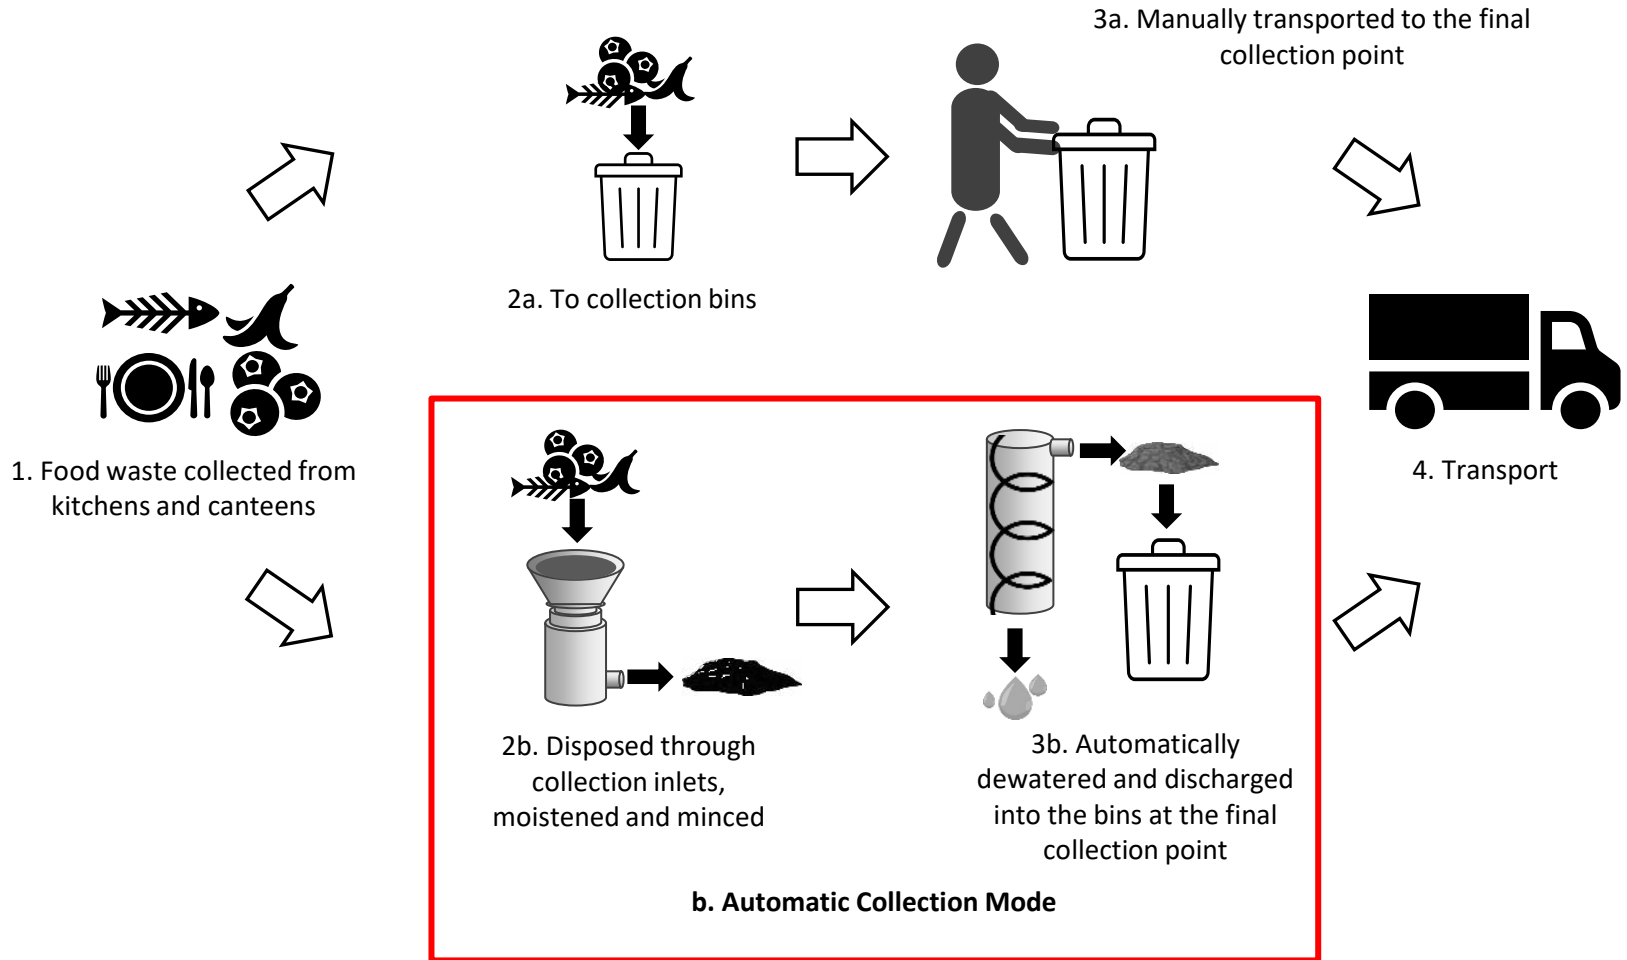 3a. Manually transported to the final
collection point
2a. To collection bins
1. Food waste collected from
kitchens and canteens
4. Transport
2b. Disposed through
collection inlets,
moistened and minced
3b. Automatically
dewatered and discharged
into the bins at the final
collection point
b. Automatic Collection Mode